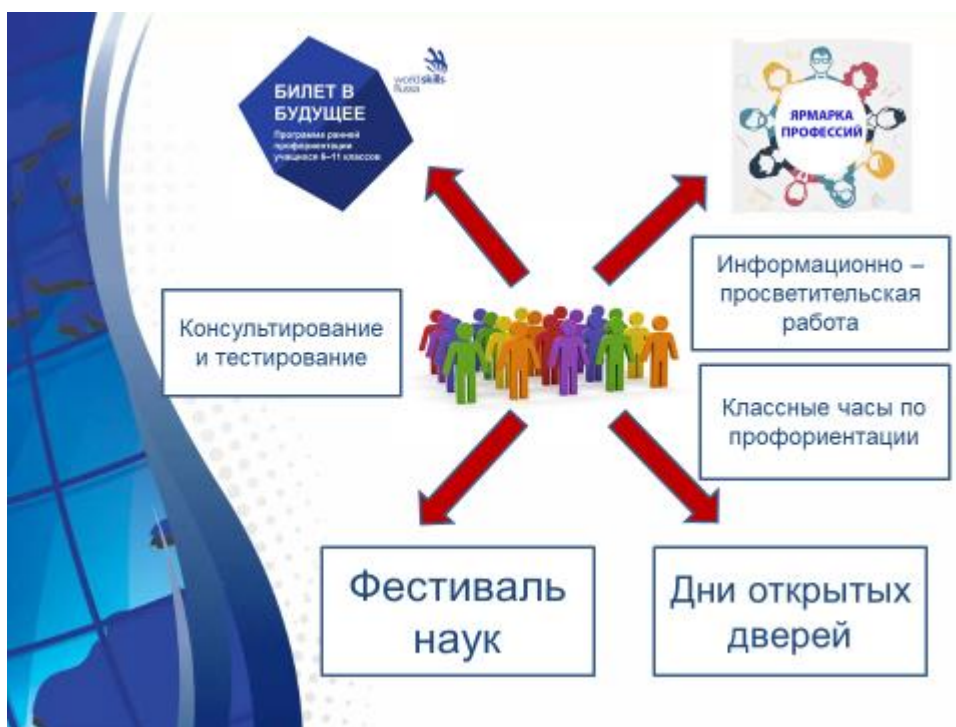 БИЛЕТ В
БУДУЩЕЕ
Программа ранней
профориентации
учащихся 6–11 классов
worldskills
Russia
ЯРМАРКА
ПРОФЕССИЙ
Информационно –
просветительская
работа
Консультирование
и тестирование
Классные часы по
профориентации
Фестиваль
наук
Дни открытых
дверей